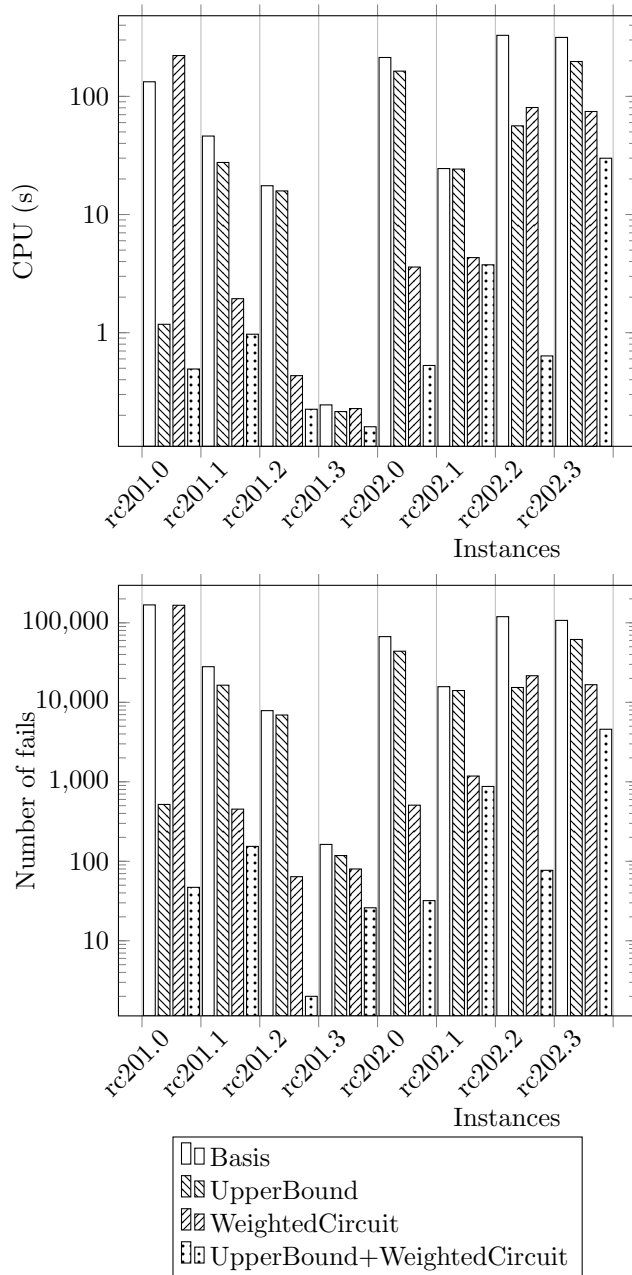 CPU (s)
100
10
1
rc201.0
rc201.1
rc201.2
rc201.3
rc202.0
rc202.1
rc202.2
rc202.3
Instances
Number of fails
100,000
10,000
1,000
100
10
rc201.0
rc201.1
rc201.2
rc201.3
rc202.0
rc202.1
rc202.2
rc202.3
Instances
Basis
UpperBound
WeightedCircuit
UpperBound+WeightedCircuit